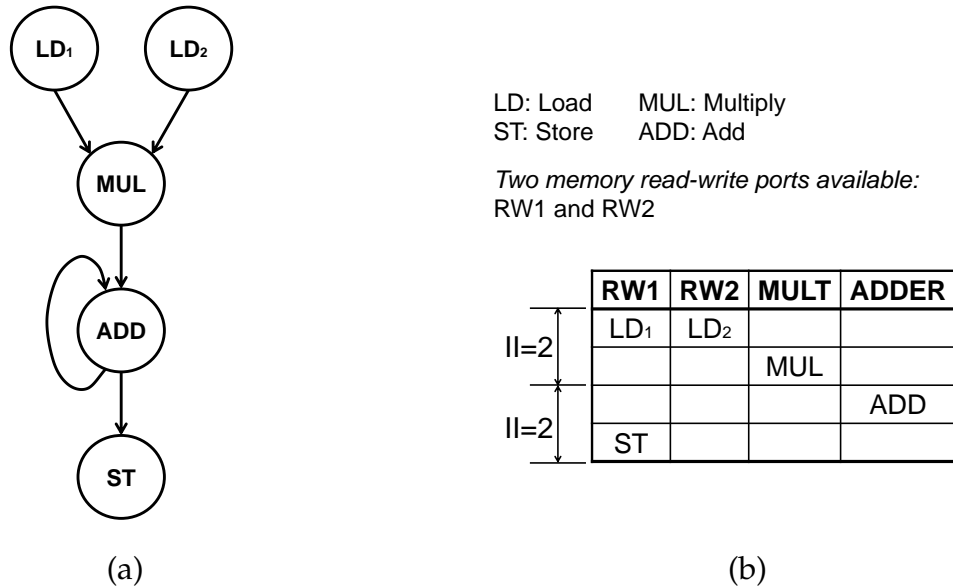 LD₁ LD₂
MUL
ADD
ST
(a)
LD: Load MUL: Multiply
ST: Store ADD: Add
Two memory read-write ports available:
RW1 and RW2
RW1 RW2 MULT ADDER
II=2
LD₁ LD₂
MUL
II=2
ADD
ST
(b)